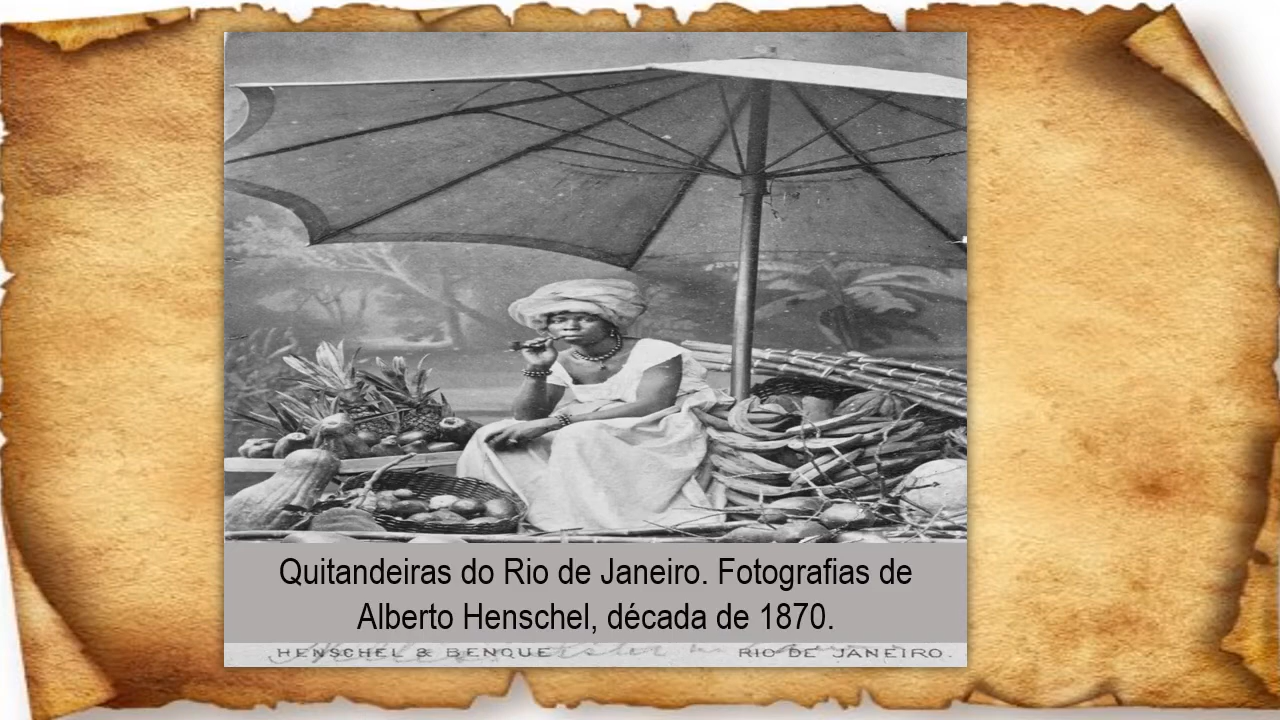 Quitandeiras do Rio de Janeiro. Fotografias de
Alberto Henschel, década de 1870.
HENSCHEL & BENQUE RIO DE JANEIRO.